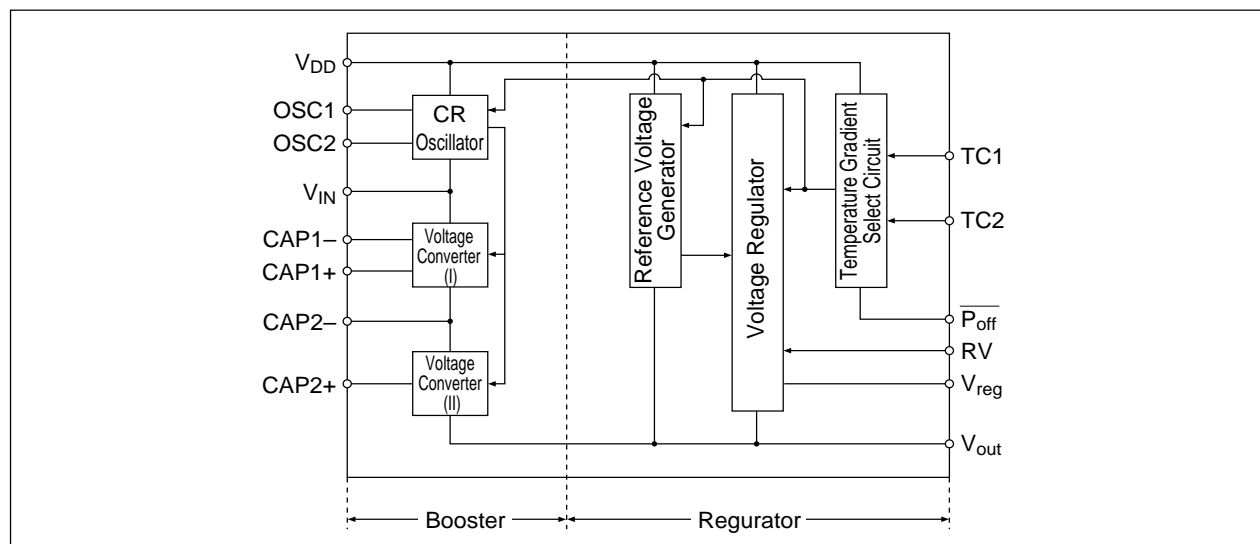 VDD
OSC1
OSC2
VIN
CAP1–
CAP1+
CAP2–
CAP2+
CR
Oscillator
Voltage
Converter
(I)
Voltage
Converter
(II)
Reference Voltage
Generator
Voltage Regulator
Temperature Gradient
Select Circuit
TC1
TC2
Poff
RV
Vreg
Vout
Booster
Regurator